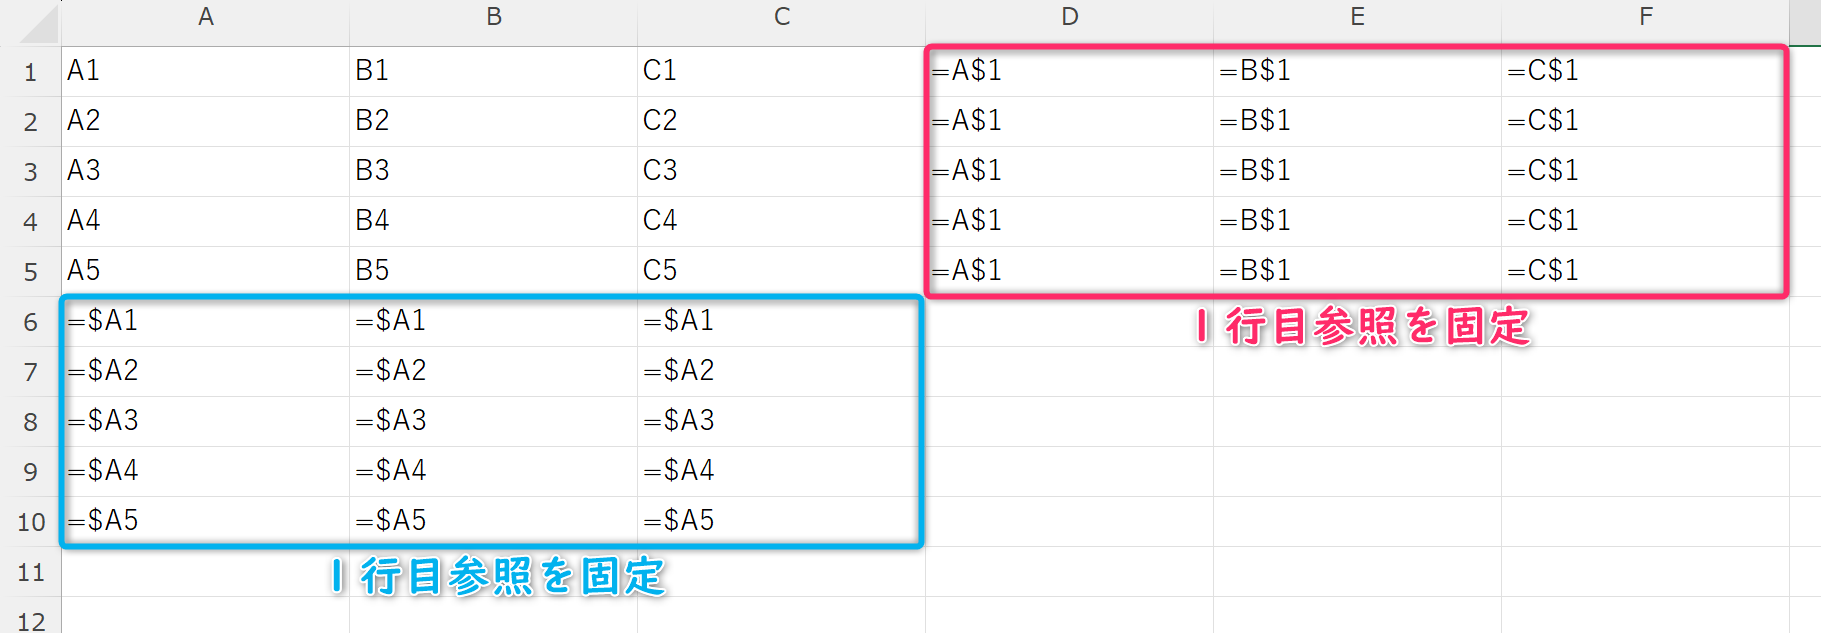 A B C D E F
1 A1 B1 C1 =A$1 =B$1 =C$1
2 A2 B2 C2 =A$1 =B$1 =C$1
3 A3 B3 C3 =A$1 =B$1 =C$1
4 A4 B4 C4 =A$1 =B$1 =C$1
5 A5 B5 C5 =A$1 =B$1 =C$1
6 =$A1 =$A1 =$A1
1行目参照を固定
7 =$A2 =$A2 =$A2
8 =$A3 =$A3 =$A3
9 =$A4 =$A4 =$A4
10 =$A5 =$A5 =$A5
11
1行目参照を固定
12